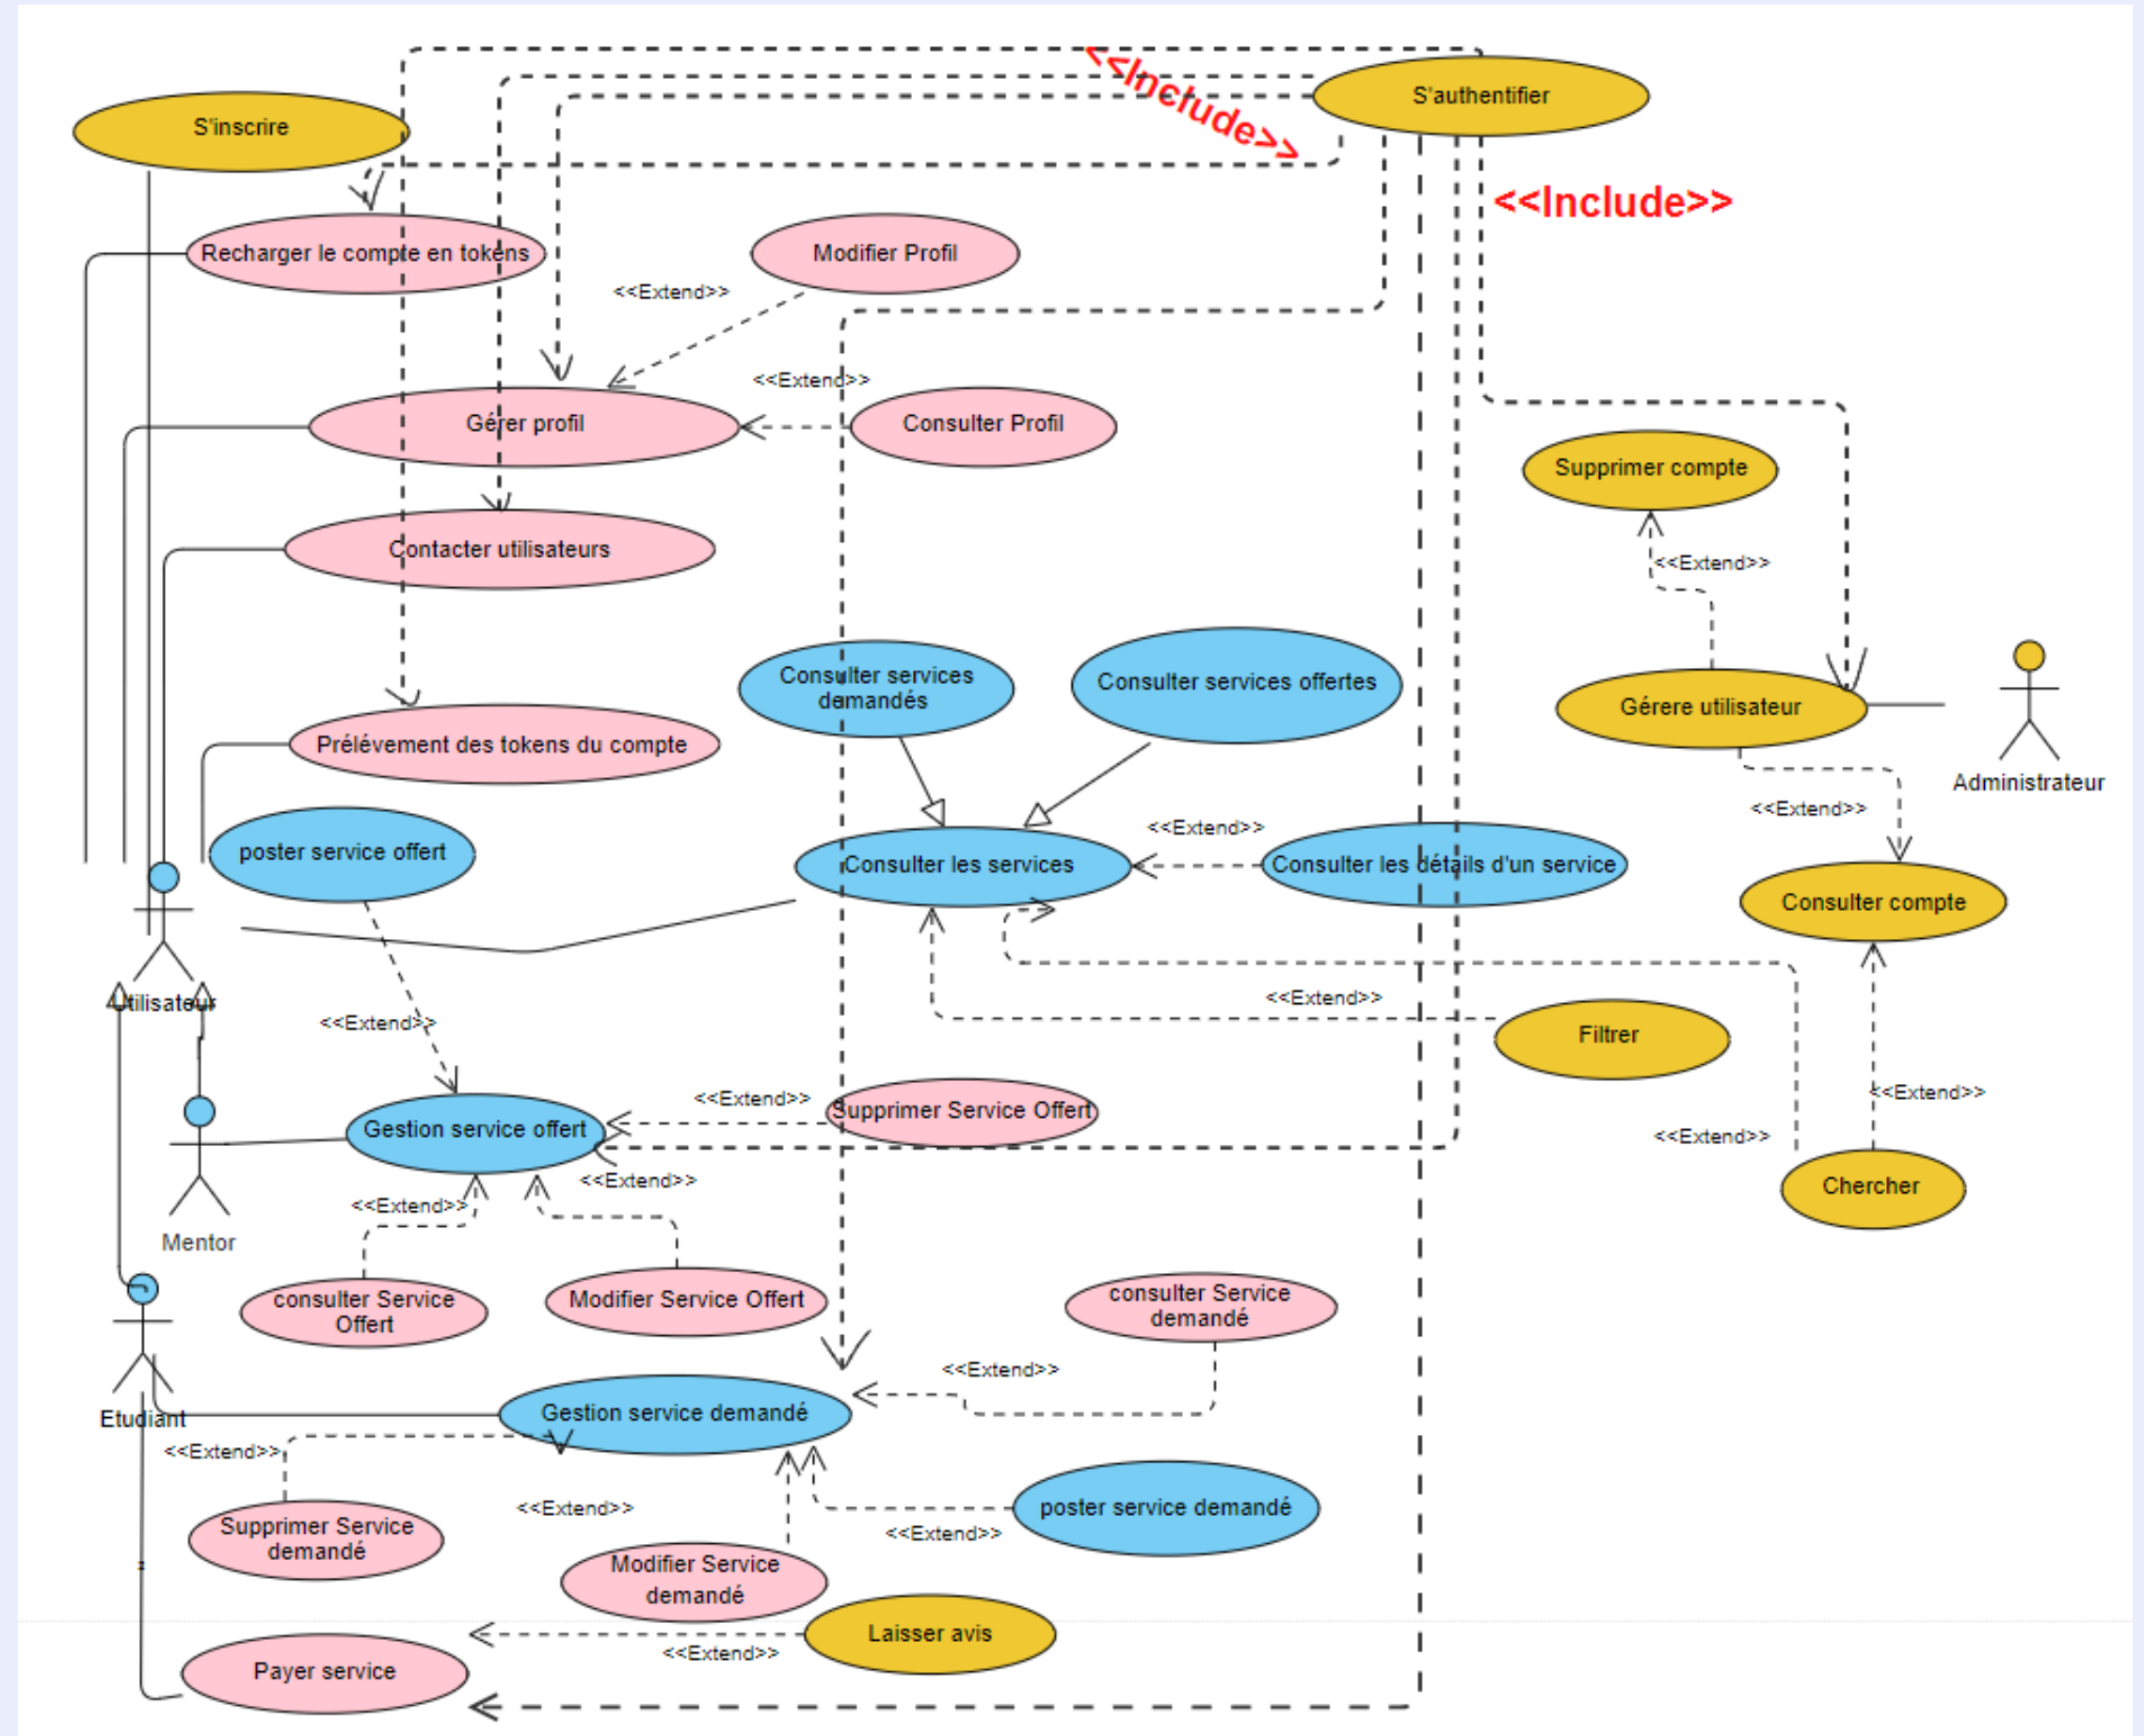 <<Include>>
S'authentifier
S'inscrire
<<Include>>
Recharger le compte en tokens
Modifier Profil
<<Extend>>
<<Extend>>
Gérer profil
Consulter Profil
Supprimer compte
Contacter utilisateurs
<<Extend>>
Consulter services
demandés
Consulter services offertes
Gérere utilisateur
Prélévement des tokens du compte
Administrateur
<<Extend>>
<<Extend>>
poster service offert
Consulter les services
Consulter les détails d'un service
Consulter compte
Utilisateur
<<Extend>>
<<Extend>>
Filtrer
<<Extend>>
<<Extend>>
Supprimer Service Offert
Gestion service offert
<<Extend>>
<<Extend>>
<<Extend>>
Chercher
Mentor
consulter Service
Offert
Modifier Service Offert
consulter Service
demandé
<<Extend>>
Etudiant
Gestion service demandé
<<Extend>>
<<Extend>>
poster service demandé
<<Extend>>
Supprimer Service
demandé
z
Modifier Service
demandé
Laisser avis
<<Extend>>
Payer service